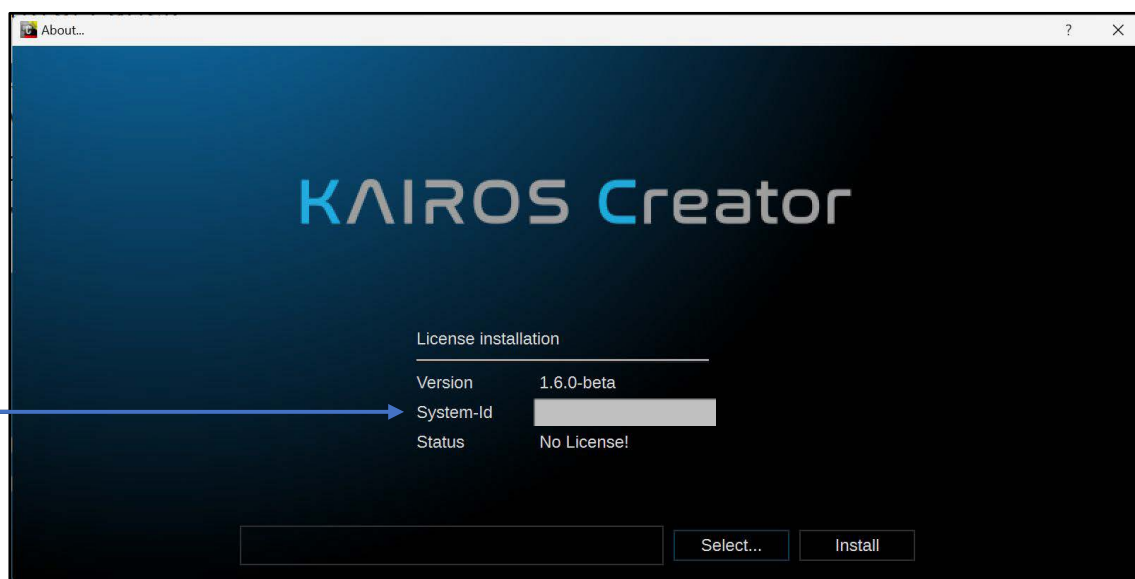 About...
?
KAIROS Creator
License installation
Version 1.6.0-beta
System-Id
Status No License!
Select... Install